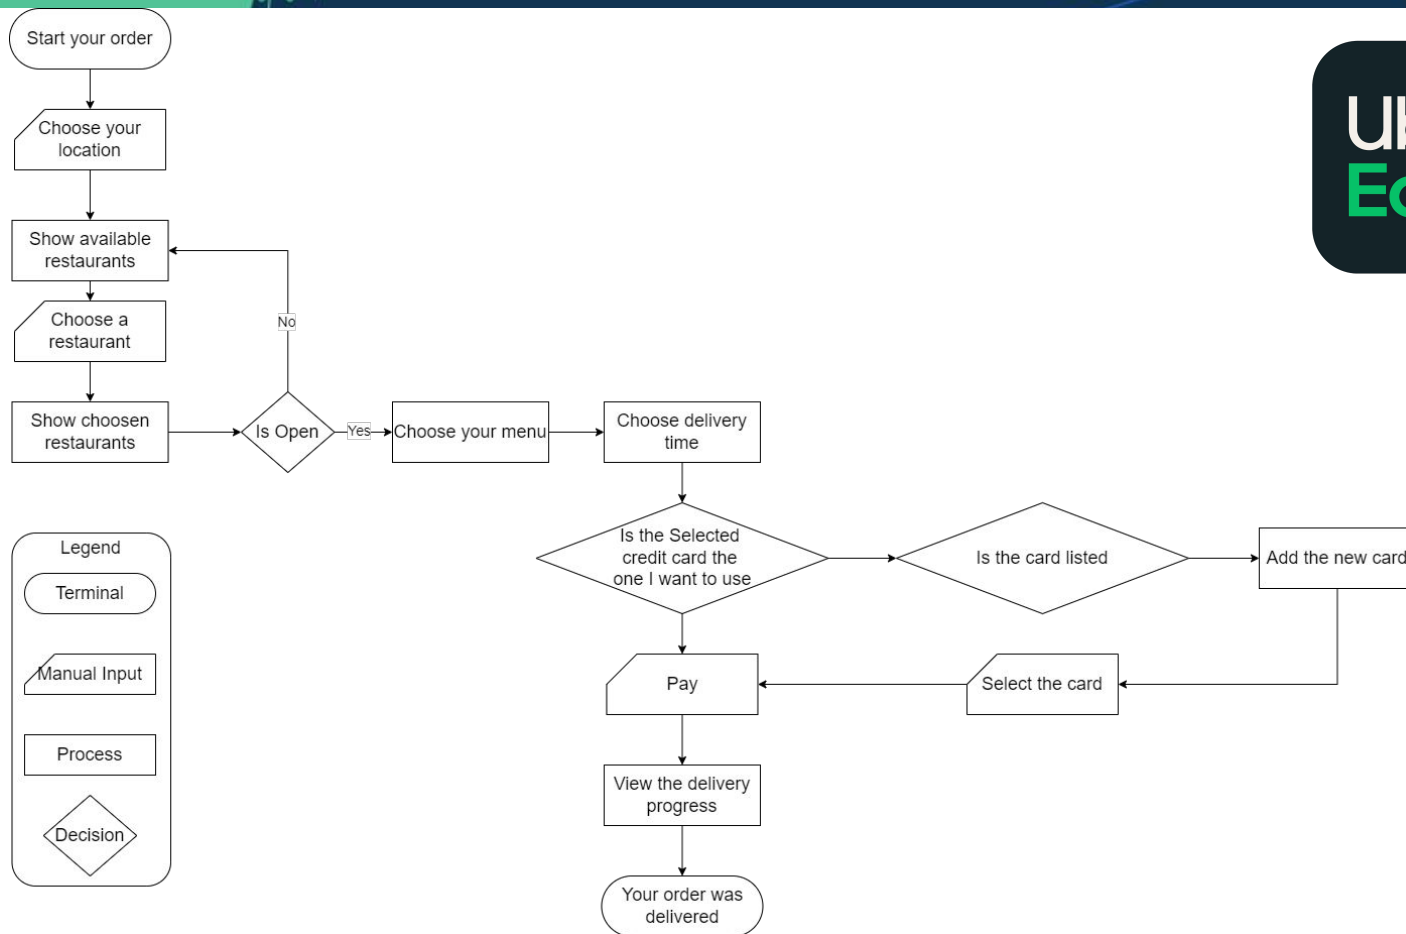 Start your order
Choose your
location
Show available
restaurants
Choose a
restaurant
No
Show choosen
restaurants
Is Open
Yes
Choose your menu
Choose delivery
time
Is the Selected
credit card the
one I want to use
Is the card listed
Add the new card
Pay
Select the card
View the delivery
progress
Your order was
delivered
Legend
Terminal
Manual Input
Process
Decision